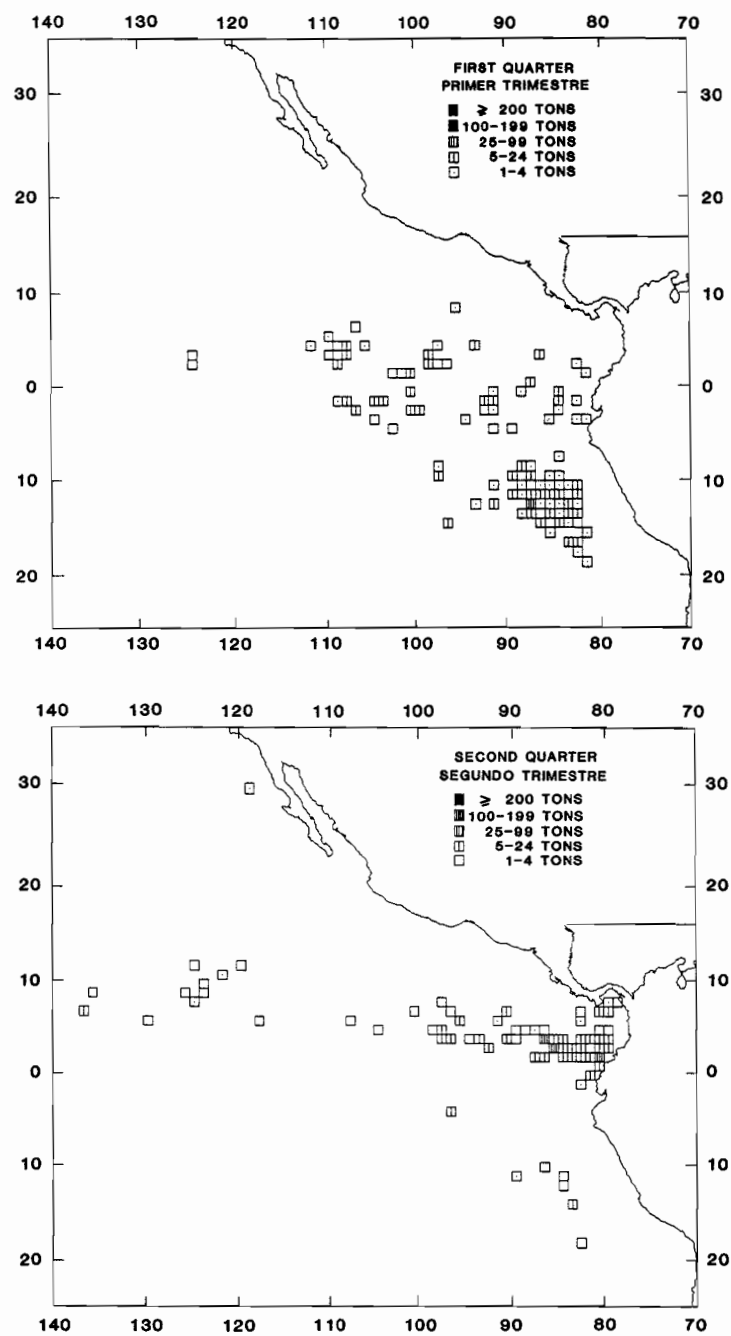 140 130 120 110 100 90 80 70
FIRST QUARTER
PRIMER TRIMESTRE
≥ 200 TONS
100-199 TONS
25-99 TONS
5-24 TONS
1-4 TONS
30 30
20 20
10 10
0 0
10 10
20 20
140 130 120 110 100 90 80 70
140 130 120 110 100 90 80 70
SECOND QUARTER
SEGUNDO TRIMESTRE
≥ 200 TONS
100-199 TONS
25-99 TONS
5-24 TONS
1-4 TONS
30 30
20 20
10 10
0 0
10 10
20 20
140 130 120 110 100 90 80 70